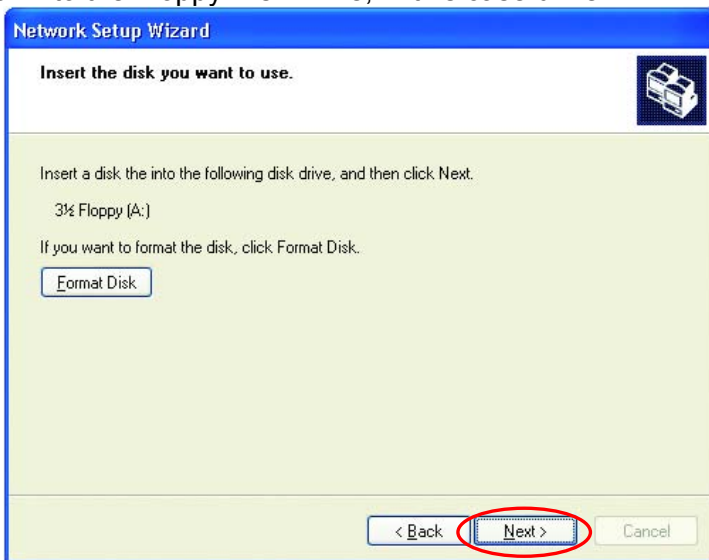 Network Setup Wizard
Insert the disk you want to use.
Insert a disk the into the following disk drive, and then click Next.
3½ Floppy (A:)
If you want to format the disk, click Format Disk.
Format Disk
< Back Next > Cancel